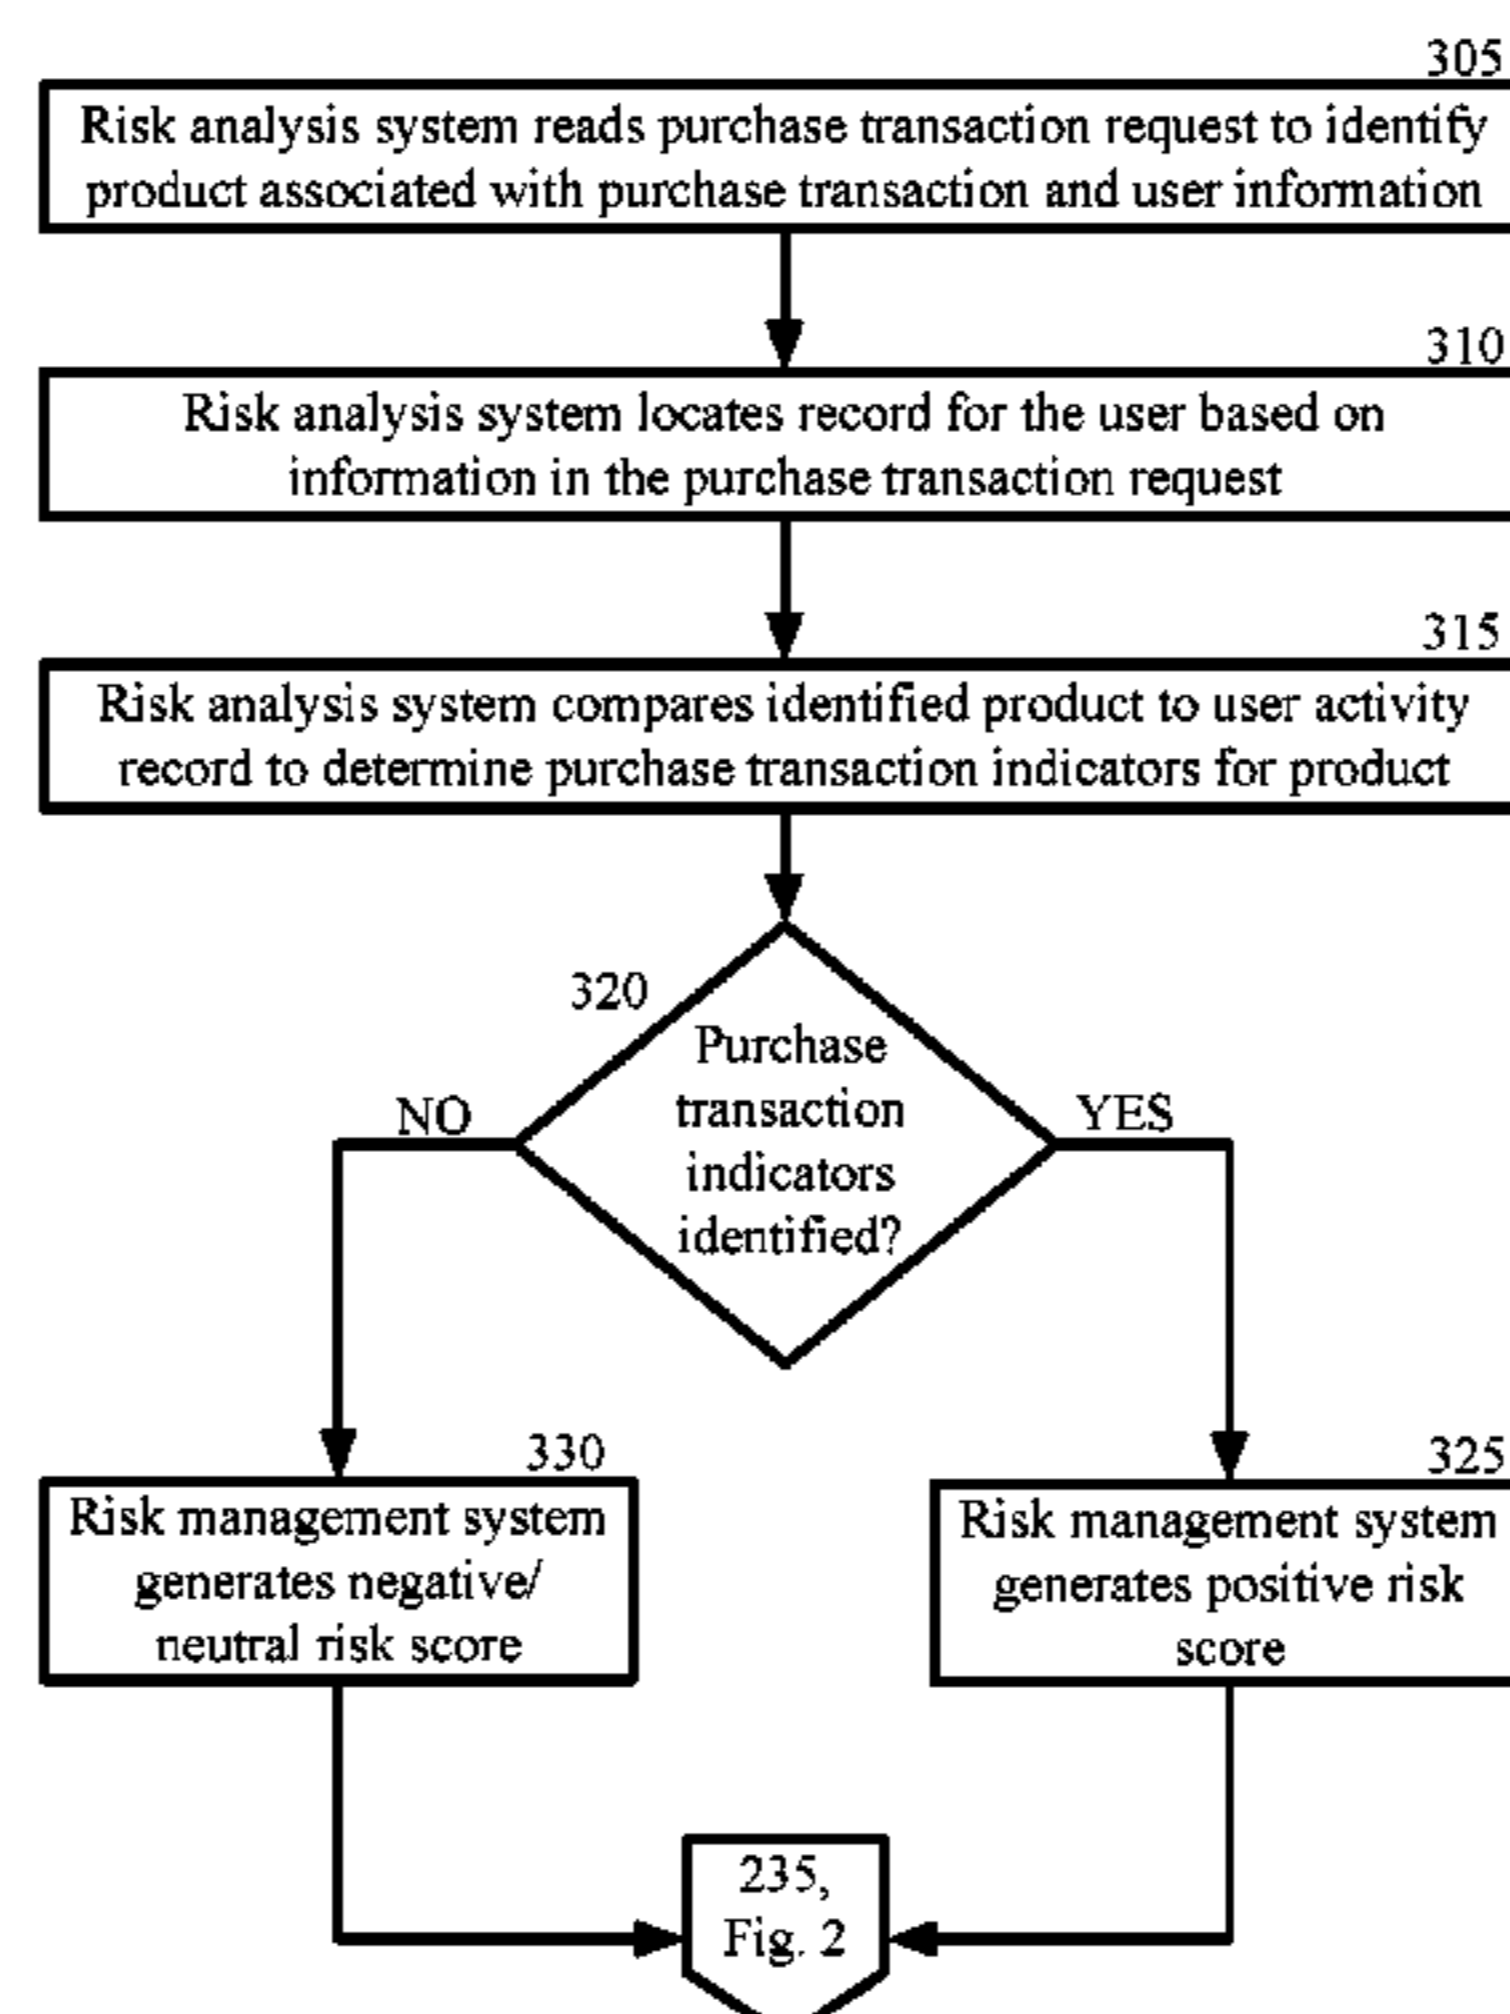 305
Risk analysis system reads purchase transaction request to identify
product associated with purchase transaction and user information
310
Risk analysis system locates record for the user based on
information in the purchase transaction request
315
Risk analysis system compares identified product to user activity
record to determine purchase transaction indicators for product
320
Purchase
transaction
indicators
identified?
NO
YES
330
Risk management system
generates negative/
neutral risk score
325
Risk management system
generates positive risk
score
235,
Fig. 2